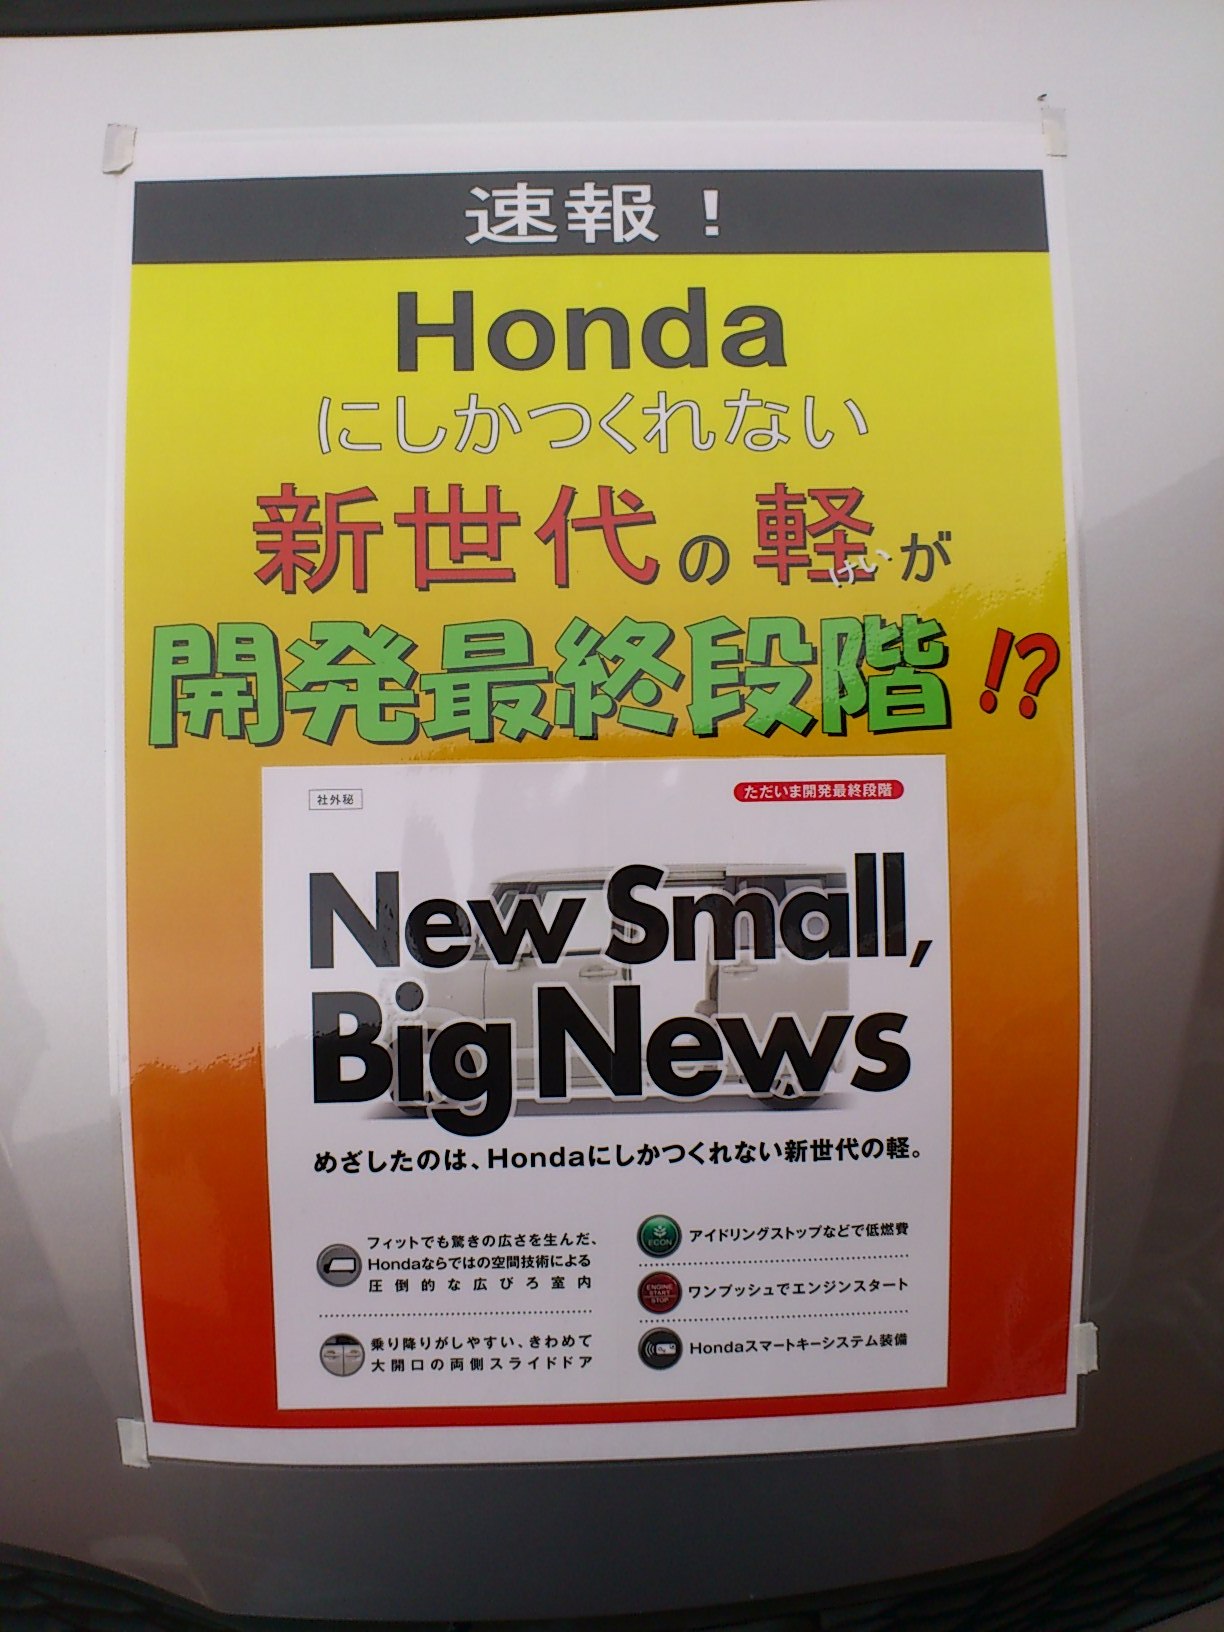 速報！
Honda
にしかつくれない
新世代の軽が
けい
開発最終段階!?
社外秘
ただいま開発最終段階
New Small,
Big News
めざしたのは、Hondaにしかつくれない新世代の軽。
フィットでも驚きの広さを生んだ、
Hondaならではの空間技術による
圧倒的な広びろ室内
乗り降りがしやすい、きわめて
大開口の両側スライドドア
ECON
アイドリングストップなどで低燃費
ENGINE
START
STOP
ワンプッシュでエンジンスタート
Hondaスマートキーシステム装備